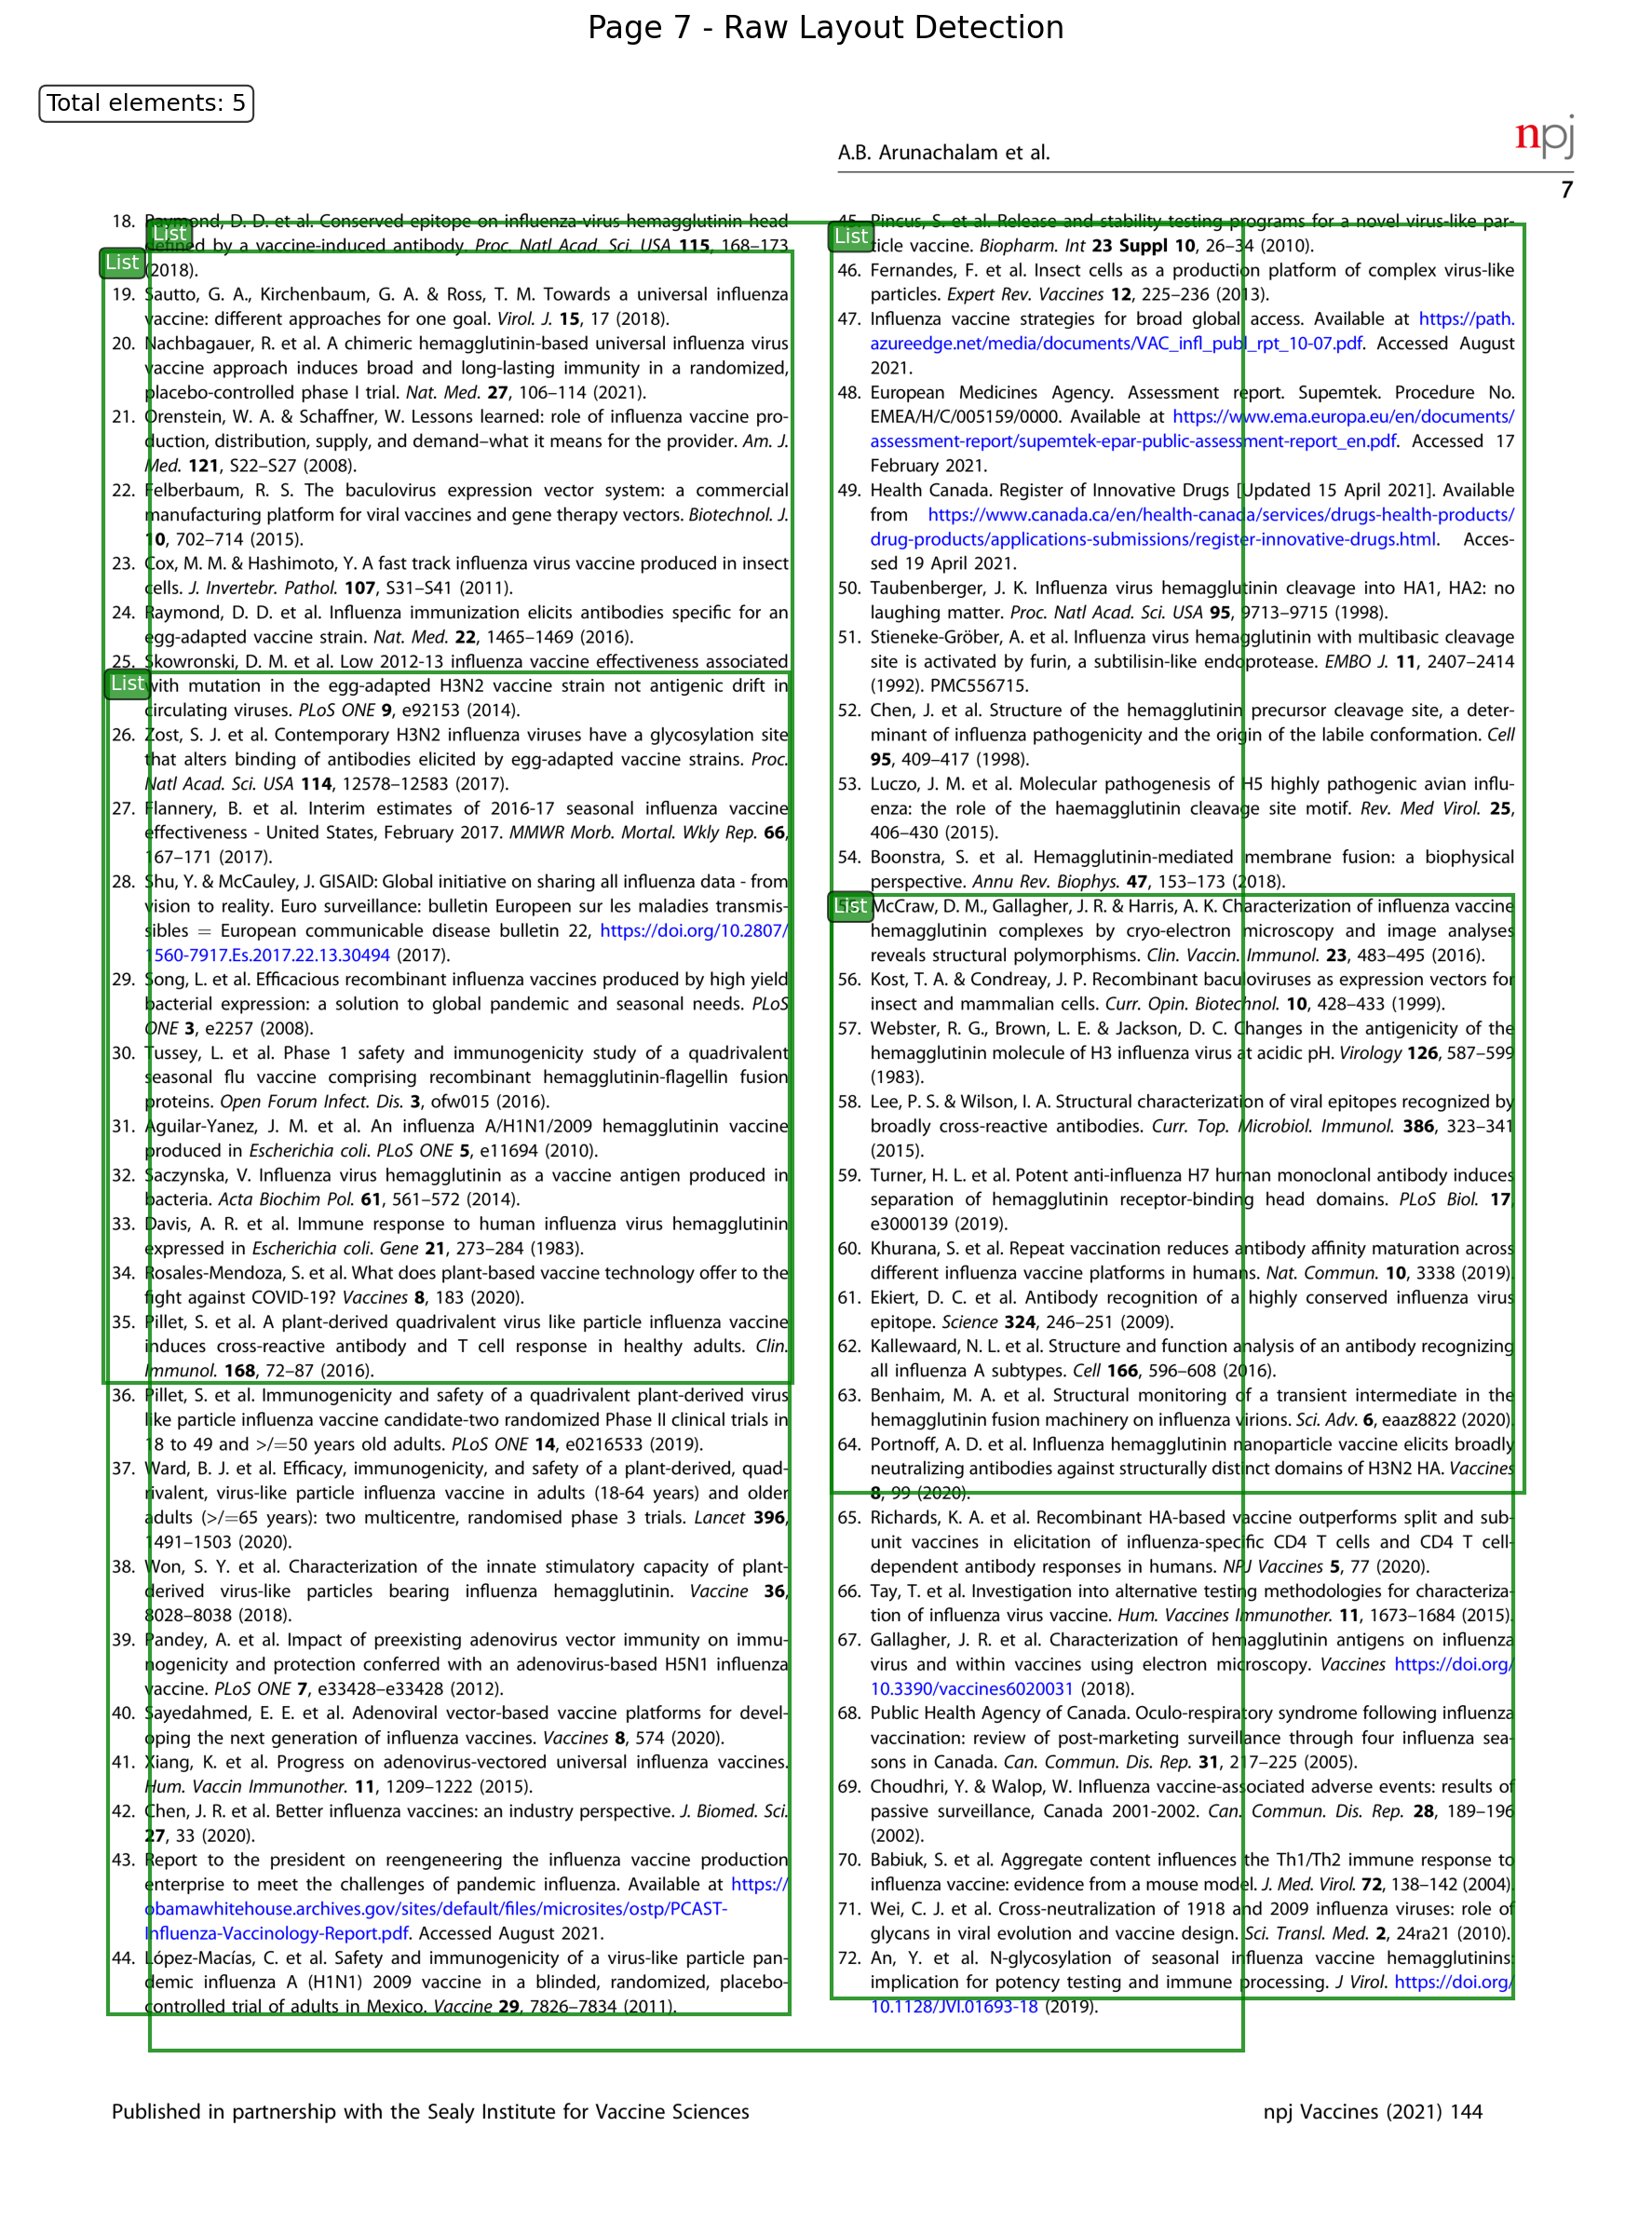 Page 7 - Raw Layout Detection
Total elements: 5
A.B. Arunachalam et al.
npj
7
18. Raymond, D. D. et al. Conserved epitope on influenza-virus hemagglutinin head
List
defined by a vaccine-induced antibody. Proc. Natl Acad. Sci. USA 115, 168–173
List
(2018).
19. Sautto, G. A., Kirchenbaum, G. A. & Ross, T. M. Towards a universal influenza
vaccine: different approaches for one goal. Virol. J. 15, 17 (2018).
20. Nachbagauer, R. et al. A chimeric hemagglutinin-based universal influenza virus
vaccine approach induces broad and long-lasting immunity in a randomized,
placebo-controlled phase I trial. Nat. Med. 27, 106–114 (2021).
21. Orenstein, W. A. & Schaffner, W. Lessons learned: role of influenza vaccine pro-
duction, distribution, supply, and demand–what it means for the provider. Am. J.
Med. 121, S22–S27 (2008).
22. Felberbaum, R. S. The baculovirus expression vector system: a commercial
manufacturing platform for viral vaccines and gene therapy vectors. Biotechnol. J.
10, 702–714 (2015).
23. Cox, M. M. & Hashimoto, Y. A fast track influenza virus vaccine produced in insect
cells. J. Invertebr. Pathol. 107, S31–S41 (2011).
24. Raymond, D. D. et al. Influenza immunization elicits antibodies specific for an
egg-adapted vaccine strain. Nat. Med. 22, 1465–1469 (2016).
25. Skowronski, D. M. et al. Low 2012-13 influenza vaccine effectiveness associated
List
with mutation in the egg-adapted H3N2 vaccine strain not antigenic drift in
circulating viruses. PLoS ONE 9, e92153 (2014).
26. Zost, S. J. et al. Contemporary H3N2 influenza viruses have a glycosylation site
that alters binding of antibodies elicited by egg-adapted vaccine strains. Proc.
Natl Acad. Sci. USA 114, 12578–12583 (2017).
27. Flannery, B. et al. Interim estimates of 2016-17 seasonal influenza vaccine
effectiveness - United States, February 2017. MMWR Morb. Mortal. Wkly Rep. 66,
167–171 (2017).
28. Shu, Y. & McCauley, J. GISAID: Global initiative on sharing all influenza data - from
vision to reality. Euro surveillance: bulletin Europeen sur les maladies transmis-
sibles = European communicable disease bulletin 22, https://doi.org/10.2807/
1560-7917.Es.2017.22.13.30494 (2017).
29. Song, L. et al. Efficacious recombinant influenza vaccines produced by high yield
bacterial expression: a solution to global pandemic and seasonal needs. PLoS
ONE 3, e2257 (2008).
30. Tussey, L. et al. Phase 1 safety and immunogenicity study of a quadrivalent
seasonal flu vaccine comprising recombinant hemagglutinin-flagellin fusion
proteins. Open Forum Infect. Dis. 3, ofw015 (2016).
31. Aguilar-Yanez, J. M. et al. An influenza A/H1N1/2009 hemagglutinin vaccine
produced in Escherichia coli. PLoS ONE 5, e11694 (2010).
32. Saczynska, V. Influenza virus hemagglutinin as a vaccine antigen produced in
bacteria. Acta Biochim Pol. 61, 561–572 (2014).
33. Davis, A. R. et al. Immune response to human influenza virus hemagglutinin
expressed in Escherichia coli. Gene 21, 273–284 (1983).
34. Rosales-Mendoza, S. et al. What does plant-based vaccine technology offer to the
fight against COVID-19? Vaccines 8, 183 (2020).
35. Pillet, S. et al. A plant-derived quadrivalent virus like particle influenza vaccine
induces cross-reactive antibody and T cell response in healthy adults. Clin.
Immunol. 168, 72–87 (2016).
36. Pillet, S. et al. Immunogenicity and safety of a quadrivalent plant-derived virus
like particle influenza vaccine candidate-two randomized Phase II clinical trials in
18 to 49 and >/=50 years old adults. PLoS ONE 14, e0216533 (2019).
37. Ward, B. J. et al. Efficacy, immunogenicity, and safety of a plant-derived, quad-
rivalent, virus-like particle influenza vaccine in adults (18-64 years) and older
adults (>/=65 years): two multicentre, randomised phase 3 trials. Lancet 396,
1491–1503 (2020).
38. Won, S. Y. et al. Characterization of the innate stimulatory capacity of plant-
derived virus-like particles bearing influenza hemagglutinin. Vaccine 36,
8028–8038 (2018).
39. Pandey, A. et al. Impact of preexisting adenovirus vector immunity on immu-
nogenicity and protection conferred with an adenovirus-based H5N1 influenza
vaccine. PLoS ONE 7, e33428–e33428 (2012).
40. Sayedahmed, E. E. et al. Adenoviral vector-based vaccine platforms for devel-
oping the next generation of influenza vaccines. Vaccines 8, 574 (2020).
41. Xiang, K. et al. Progress on adenovirus-vectored universal influenza vaccines.
Hum. Vaccin Immunother. 11, 1209–1222 (2015).
42. Chen, J. R. et al. Better influenza vaccines: an industry perspective. J. Biomed. Sci.
27, 33 (2020).
43. Report to the president on reengeneering the influenza vaccine production
enterprise to meet the challenges of pandemic influenza. Available at https://
obamawhitehouse.archives.gov/sites/default/files/microsites/ostp/PCAST-
Influenza-Vaccinology-Report.pdf. Accessed August 2021.
44. López-Macías, C. et al. Safety and immunogenicity of a virus-like particle pan-
demic influenza A (H1N1) 2009 vaccine in a blinded, randomized, placebo-
controlled trial of adults in Mexico. Vaccine 29, 7826–7834 (2011).
45. Pincus, S. et al. Release and stability testing programs for a novel virus-like par-
List
ticle vaccine. Biopharm. Int 23 Suppl 10, 26–34 (2010).
46. Fernandes, F. et al. Insect cells as a production platform of complex virus-like
particles. Expert Rev. Vaccines 12, 225–236 (2013).
47. Influenza vaccine strategies for broad global access. Available at https://path.
azureedge.net/media/documents/VAC_infl_publ_rpt_10-07.pdf. Accessed August
2021.
48. European Medicines Agency. Assessment report. Supemtek. Procedure No.
EMEA/H/C/005159/0000. Available at https://www.ema.europa.eu/en/documents/
assessment-report/supemtek-epar-public-assessment-report_en.pdf. Accessed 17
February 2021.
49. Health Canada. Register of Innovative Drugs [Updated 15 April 2021]. Available
from https://www.canada.ca/en/health-canada/services/drugs-health-products/
drug-products/applications-submissions/register-innovative-drugs.html. Acces-
sed 19 April 2021.
50. Taubenberger, J. K. Influenza virus hemagglutinin cleavage into HA1, HA2: no
laughing matter. Proc. Natl Acad. Sci. USA 95, 9713–9715 (1998).
51. Stieneke-Gröber, A. et al. Influenza virus hemagglutinin with multibasic cleavage
site is activated by furin, a subtilisin-like endoprotease. EMBO J. 11, 2407–2414
(1992). PMC556715.
52. Chen, J. et al. Structure of the hemagglutinin precursor cleavage site, a deter-
minant of influenza pathogenicity and the origin of the labile conformation. Cell
95, 409–417 (1998).
53. Luczo, J. M. et al. Molecular pathogenesis of H5 highly pathogenic avian influ-
enza: the role of the haemagglutinin cleavage site motif. Rev. Med Virol. 25,
406–430 (2015).
54. Boonstra, S. et al. Hemagglutinin-mediated membrane fusion: a biophysical
perspective. Annu Rev. Biophys. 47, 153–173 (2018).
List
McCraw, D. M., Gallagher, J. R. & Harris, A. K. Characterization of influenza vaccine
hemagglutinin complexes by cryo-electron microscopy and image analyses
reveals structural polymorphisms. Clin. Vaccin. Immunol. 23, 483–495 (2016).
56. Kost, T. A. & Condreay, J. P. Recombinant baculoviruses as expression vectors for
insect and mammalian cells. Curr. Opin. Biotechnol. 10, 428–433 (1999).
57. Webster, R. G., Brown, L. E. & Jackson, D. C. Changes in the antigenicity of the
hemagglutinin molecule of H3 influenza virus at acidic pH. Virology 126, 587–599
(1983).
58. Lee, P. S. & Wilson, I. A. Structural characterization of viral epitopes recognized by
broadly cross-reactive antibodies. Curr. Top. Microbiol. Immunol. 386, 323–341
(2015).
59. Turner, H. L. et al. Potent anti-influenza H7 human monoclonal antibody induces
separation of hemagglutinin receptor-binding head domains. PLoS Biol. 17,
e3000139 (2019).
60. Khurana, S. et al. Repeat vaccination reduces antibody affinity maturation across
different influenza vaccine platforms in humans. Nat. Commun. 10, 3338 (2019).
61. Ekiert, D. C. et al. Antibody recognition of a highly conserved influenza virus
epitope. Science 324, 246–251 (2009).
62. Kallewaard, N. L. et al. Structure and function analysis of an antibody recognizing
all influenza A subtypes. Cell 166, 596–608 (2016).
63. Benhaim, M. A. et al. Structural monitoring of a transient intermediate in the
hemagglutinin fusion machinery on influenza virions. Sci. Adv. 6, eaaz8822 (2020).
64. Portnoff, A. D. et al. Influenza hemagglutinin nanoparticle vaccine elicits broadly
neutralizing antibodies against structurally distinct domains of H3N2 HA. Vaccines
8, 99 (2020).
65. Richards, K. A. et al. Recombinant HA-based vaccine outperforms split and sub-
unit vaccines in elicitation of influenza-specific CD4 T cells and CD4 T cell-
dependent antibody responses in humans. NPJ Vaccines 5, 77 (2020).
66. Tay, T. et al. Investigation into alternative testing methodologies for characteriza-
tion of influenza virus vaccine. Hum. Vaccines Immunother. 11, 1673–1684 (2015).
67. Gallagher, J. R. et al. Characterization of hemagglutinin antigens on influenza
virus and within vaccines using electron microscopy. Vaccines https://doi.org/
10.3390/vaccines6020031 (2018).
68. Public Health Agency of Canada. Oculo-respiratory syndrome following influenza
vaccination: review of post-marketing surveillance through four influenza sea-
sons in Canada. Can. Commun. Dis. Rep. 31, 217–225 (2005).
69. Choudhri, Y. & Walop, W. Influenza vaccine-associated adverse events: results of
passive surveillance, Canada 2001-2002. Can. Commun. Dis. Rep. 28, 189–196
(2002).
70. Babiuk, S. et al. Aggregate content influences the Th1/Th2 immune response to
influenza vaccine: evidence from a mouse model. J. Med. Virol. 72, 138–142 (2004).
71. Wei, C. J. et al. Cross-neutralization of 1918 and 2009 influenza viruses: role of
glycans in viral evolution and vaccine design. Sci. Transl. Med. 2, 24ra21 (2010).
72. An, Y. et al. N-glycosylation of seasonal influenza vaccine hemagglutinins:
implication for potency testing and immune processing. J Virol. https://doi.org/
10.1128/JVI.01693-18 (2019).
Published in partnership with the Sealy Institute for Vaccine Sciences
npj Vaccines (2021) 144